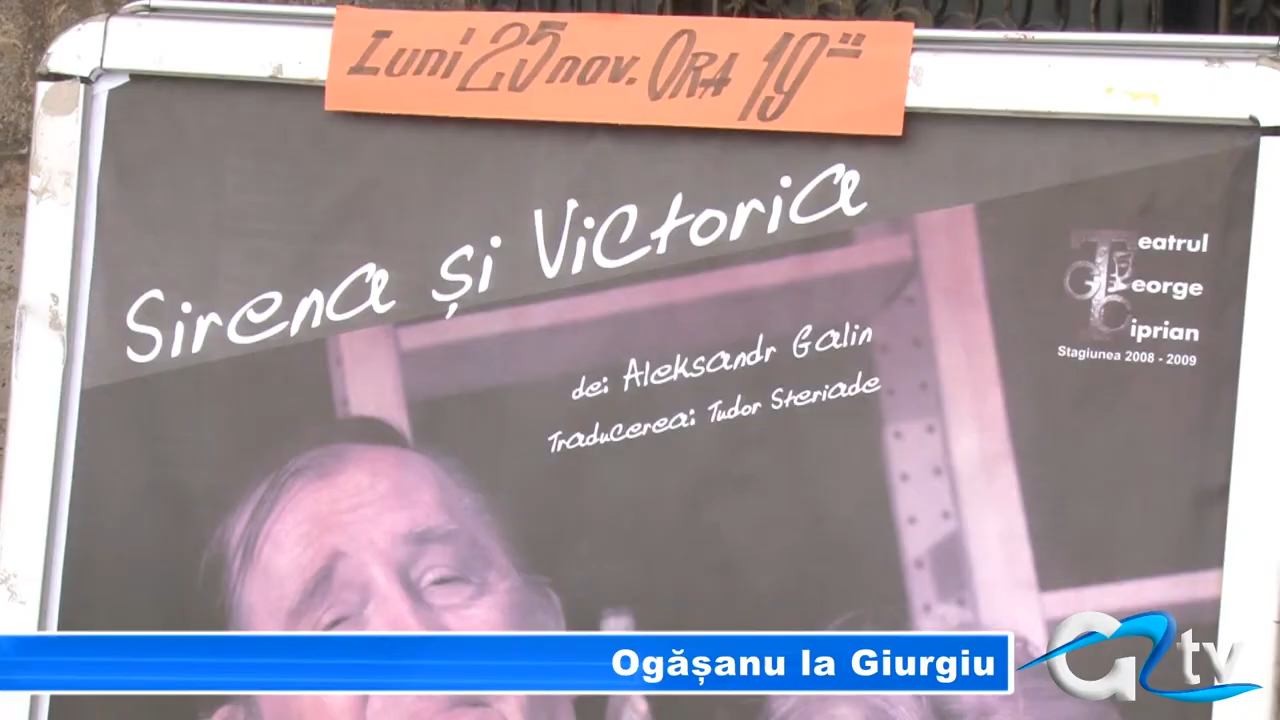 Luni 25 nov. ORA 19
Sirena și Victoria
de: Aleksandr Galin
Traducerea: Tudor Steriade
Teatrul
George
Ciprian
Stagiunea 2008 - 2009
Ogășanu la Giurgiu
G2 tv